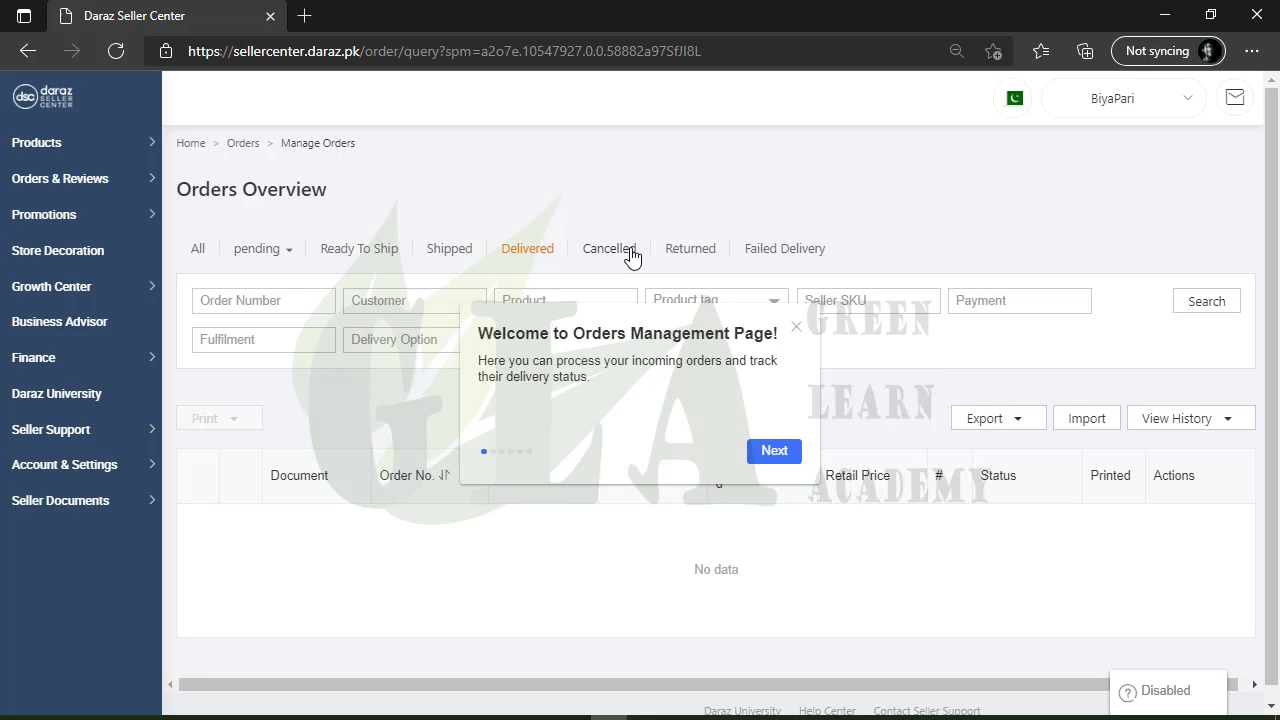 Daraz Seller Center
https://sellercenter.daraz.pk/order/query?spm=a2o7e.10547927.0.0.58882a97SfJl8L
Not syncing
dsc daraz
SELLER
CENTER
BiyaPari
Products
Orders & Reviews
Promotions
Store Decoration
Growth Center
Business Advisor
Finance
Daraz University
Seller Support
Account & Settings
Seller Documents
Home > Orders > Manage Orders
Orders Overview
All pending Ready To Ship Shipped Delivered Cancelled Returned Failed Delivery
Order Number Customer Product Product tag Seller SKU Payment Search
Fulfilment Delivery Option
Welcome to Orders Management Page!
Here you can process your incoming orders and track
their delivery status.
Next
GLA
GREEN
LEARN
ACADEMY
Print Export Import View History
Document Order No. Retail Price # Status Printed Actions
No data
Disabled
Daraz University Help Center Contact Seller Support